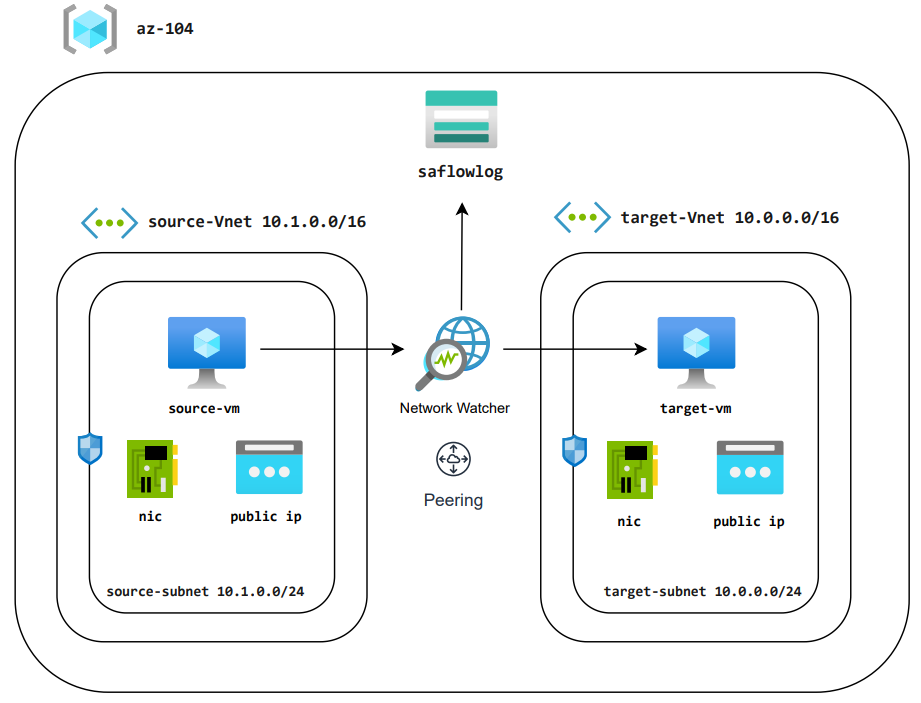 az-104
saflowlog
source-Vnet 10.1.0.0/16
target-Vnet 10.0.0.0/16
source-vm
Network Watcher
target-vm
Peering
nic
public ip
nic
public ip
source-subnet 10.1.0.0/24
target-subnet 10.0.0.0/24